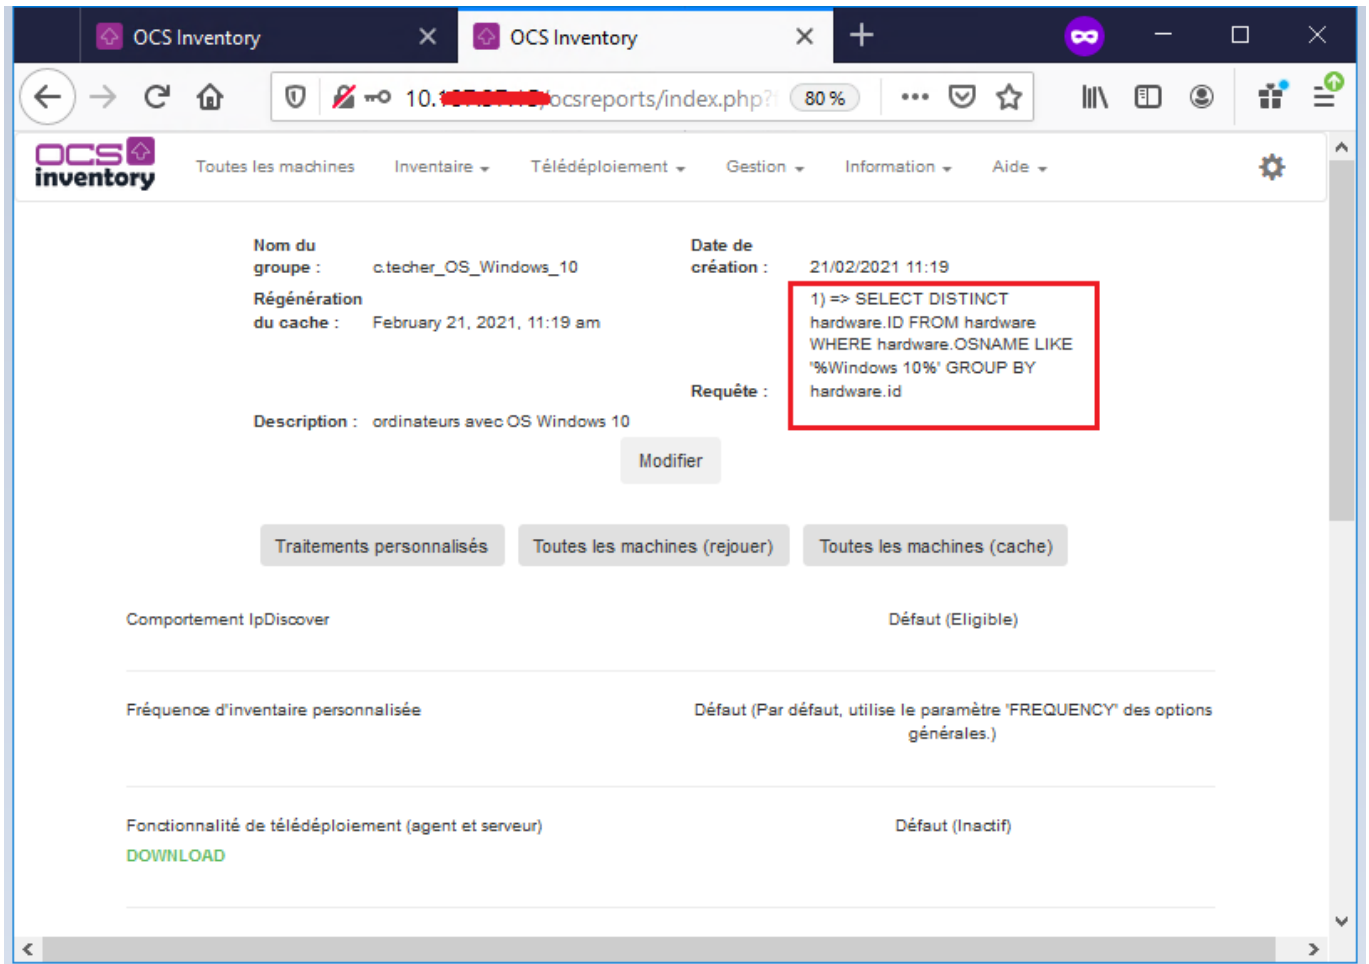 OCS Inventory
OCS Inventory
10.
/ocsreports/index.php?
80 %
OCS
inventory
Toutes les machines
Inventaire
Télédéploiement
Gestion
Information
Aide
Nom du
groupe :
c.techer_OS_Windows_10
Date de
création :
21/02/2021 11:19
Régénération
du cache :
February 21, 2021, 11:19 am
Requête :
1) => SELECT DISTINCT
hardware.ID FROM hardware
WHERE hardware.OSNAME LIKE
'%Windows 10%' GROUP BY
hardware.id
Description :
ordinateurs avec OS Windows 10
Modifier
Traitements personnalisés
Toutes les machines (rejouer)
Toutes les machines (cache)
Comportement IpDiscover
Défaut (Eligible)
Fréquence d'inventaire personnalisée
Défaut (Par défaut, utilise le paramètre 'FREQUENCY' des options
générales.)
Fonctionnalité de télédéploiement (agent et serveur)
Défaut (Inactif)
DOWNLOAD